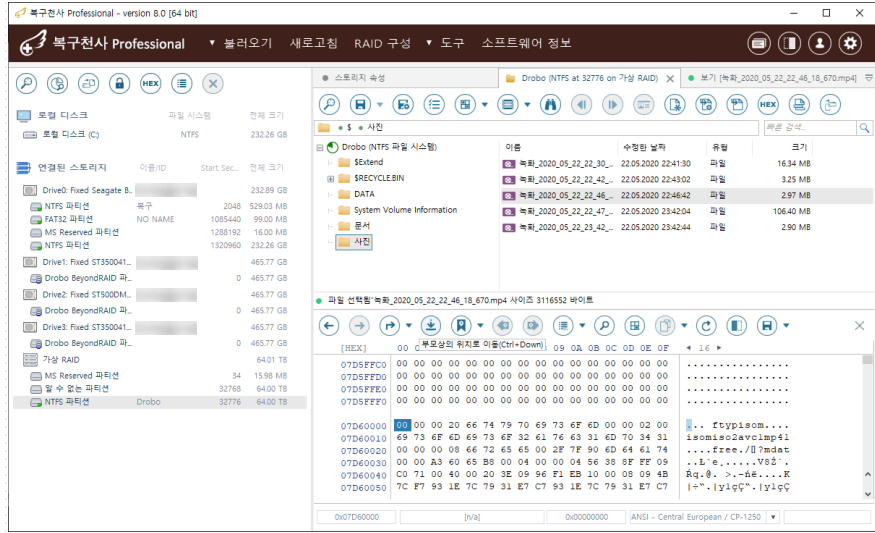 복구천사 Professional - version 8.0 [64 bit]
복구천사 Professional ▼ 불러오기 새로고침 RAID 구성 ▼ 도구 소프트웨어 정보
HEX
로컬 디스크 파일 시스템 전체 크기
로컬 디스크 (C:) NTFS 232.26 GB
연결된 스토리지 이름/ID Start Sec... 전체 크기
Drive0: Fixed Seagate B... 232.89 GB
NTFS 파티션 복구 2048 529.03 MB
FAT32 파티션 NO NAME 1085440 99.00 MB
MS Reserved 파티션 1288192 16.00 MB
NTFS 파티션 1320960 232.26 GB
Drive1: Fixed ST350041... 465.77 GB
Drobo BeyondRAID 파... 0 465.77 GB
Drive2: Fixed ST500DM... 465.77 GB
Drobo BeyondRAID 파... 0 465.77 GB
Drive3: Fixed ST350041... 465.77 GB
Drobo BeyondRAID 파... 0 465.77 GB
가상 RAID 64.01 TB
MS Reserved 파티션 34 15.98 MB
알 수 없는 파티션 32768 64.00 TB
NTFS 파티션 Drobo 32776 64.00 TB
스토리지 속성 Drobo (NTFS at 32776 on 가상 RAID) 보기 [녹화_2020_05_22_22_46_18_670.mp4]
HEX
$ 사진 빠른 검색...
Drobo (NTFS 파일 시스템)
$Extend
$RECYCLE.BIN
DATA
System Volume Information
문서
사진
이름 수정한 날짜 유형 크기
녹화_2020_05_22_22_30_... 22.05.2020 22:41:30 파일 16.34 MB
녹화_2020_05_22_22_42_... 22.05.2020 22:43:02 파일 3.25 MB
녹화_2020_05_22_22_46_... 22.05.2020 22:46:42 파일 2.97 MB
녹화_2020_05_22_22_47_... 22.05.2020 23:42:04 파일 106.40 MB
녹화_2020_05_22_23_42_... 22.05.2020 23:42:44 파일 2.90 MB
파일 선택됨"녹화_2020_05_22_22_46_18_670.mp4 사이즈 3116552 바이트
부모상의 위치로 이동(Ctrl+Down)
[HEX] 00 09 0A 0B 0C 0D 0E 0F 16
07D5FFC0 00 00 00 00 00 00 00 00 00 00 00 00 00 00 00 00 ................
07D5FFD0 00 00 00 00 00 00 00 00 00 00 00 00 00 00 00 00 ................
07D5FFE0 00 00 00 00 00 00 00 00 00 00 00 00 00 00 00 00 ................
07D5FFF0 00 00 00 00 00 00 00 00 00 00 00 00 00 00 00 00 ................
07D60000 00 00 00 20 66 74 79 70 69 73 6F 6D 00 00 02 00 ... ftypisom....
07D60010 69 73 6F 6D 69 73 6F 32 61 76 63 31 6D 70 34 31 isomiso2avc1mp41
07D60020 00 00 00 08 66 72 65 65 00 2F 7F 90 6D 64 61 74 ....free./▯?mdat
07D60030 00 00 A3 60 65 B8 00 04 00 00 04 56 38 8F FF 09 ..Ł`e¸.....V8Ź˙.
07D60040 C0 71 00 40 00 20 3E 09 96 F1 EB 10 00 08 09 4B Ŕq.@. >.–ńë....K
07D60050 7C F7 93 1E 7C 79 31 E7 C7 93 1E 7C 79 31 E7 C7 |÷“.|y1çÇ“.|y1çÇ
0x07D60000 [n/a] 0x00000000 ANSI - Central European / CP-1250